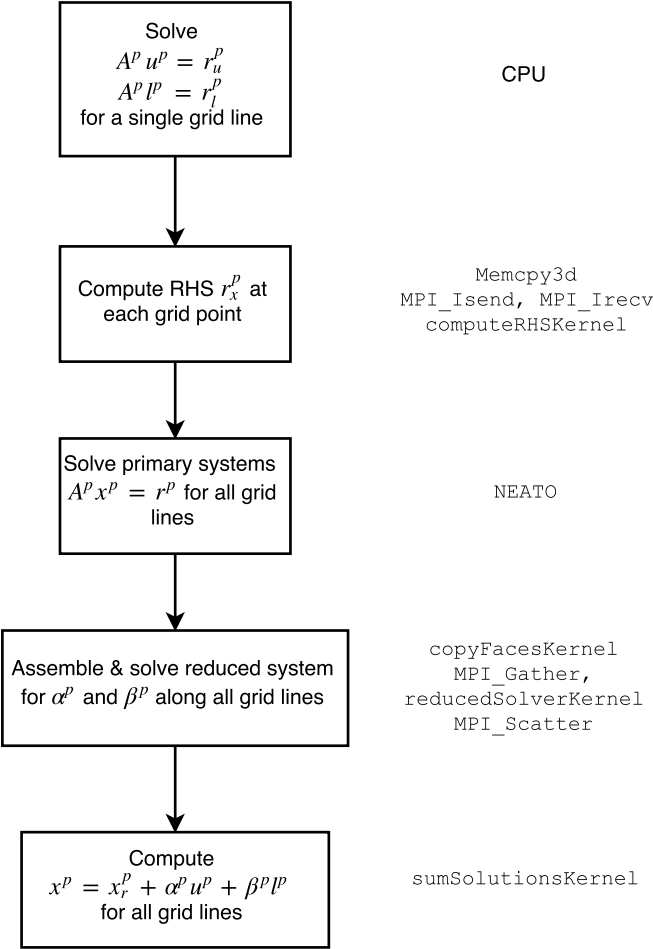 Solve
A^p u^p = r_u^p
A^p l^p = r_l^p
for a single grid line
CPU
Compute RHS r_x^p at
each grid point
Memcpy3d
MPI_Isend, MPI_Irecv
computeRHSKernel
Solve primary systems
A^p x^p = r^p for all grid
lines
NEATO
Assemble & solve reduced system
for α^p and β^p along all grid lines
copyFacesKernel
MPI_Gather,
reducedSolverKernel
MPI_Scatter
Compute
x^p = x_r^p + α^p u^p + β^p l^p
for all grid lines
sumSolutionsKernel